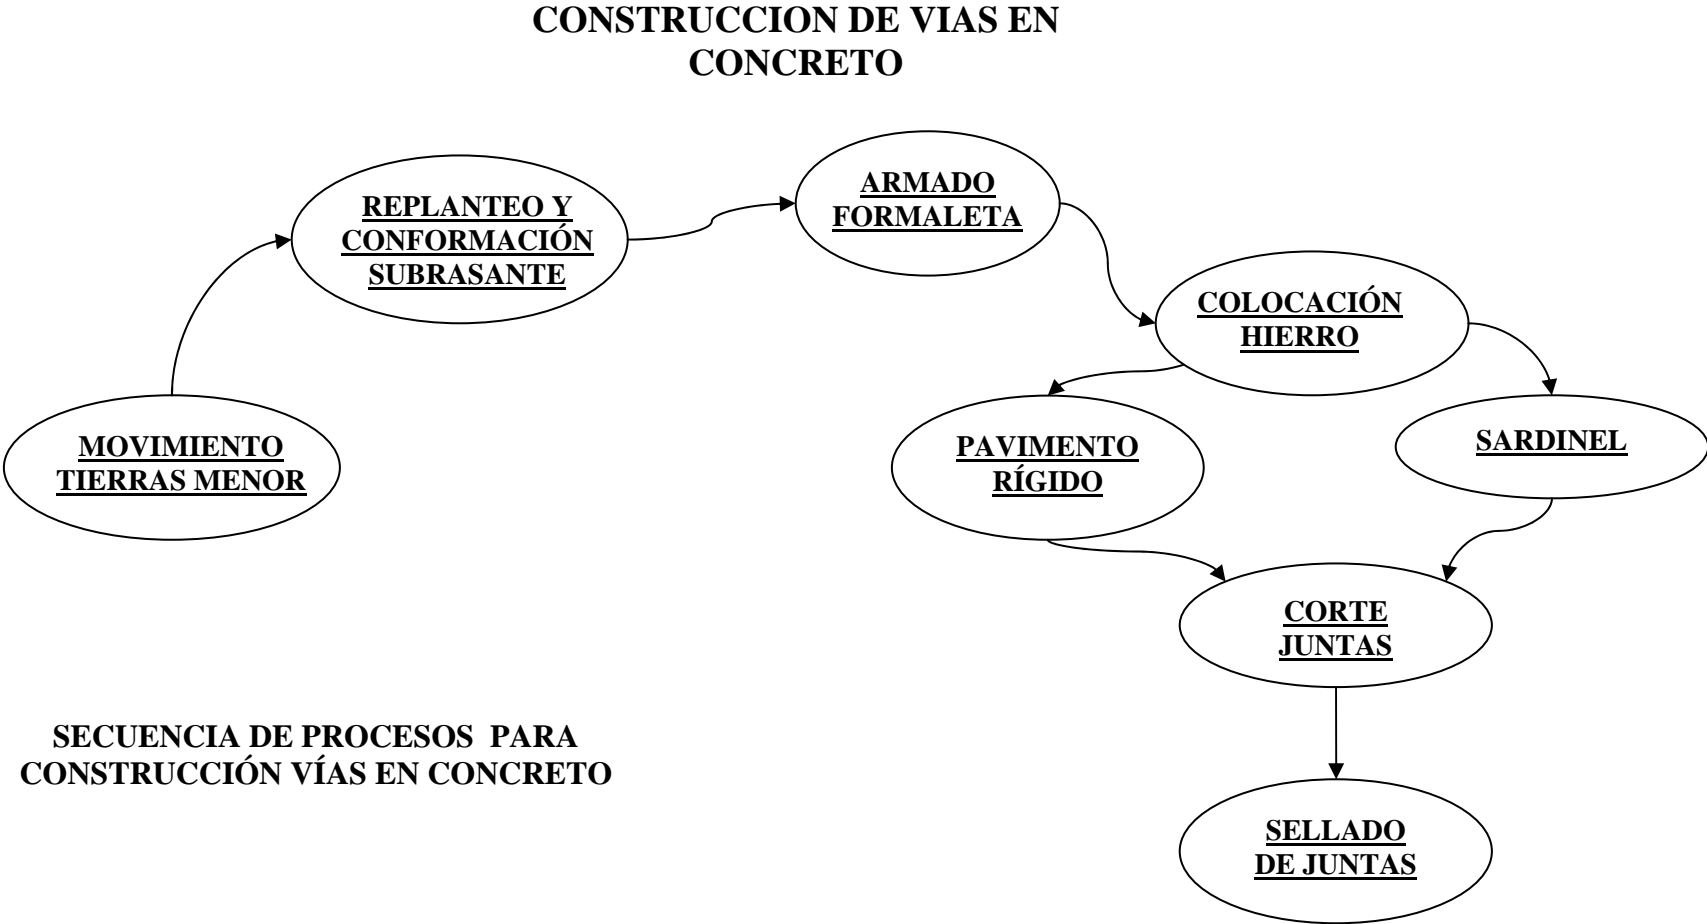 CONSTRUCCION DE VIAS EN
CONCRETO
REPLANTEO Y
CONFORMACIÓN
SUBRASANTE
ARMADO
FORMALETA
COLOCACIÓN
HIERRO
MOVIMIENTO
TIERRAS MENOR
PAVIMENTO
RÍGIDO
SARDINEL
CORTE
JUNTAS
SECUENCIA DE PROCESOS PARA
CONSTRUCCIÓN VÍAS EN CONCRETO
SELLADO
DE JUNTAS